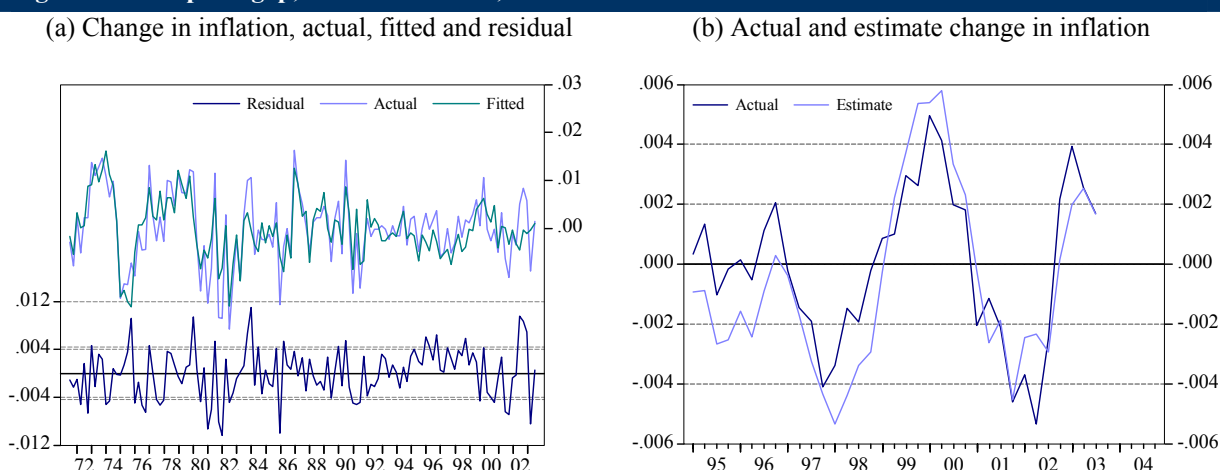 (a) Change in inflation, actual, fitted and residual
.03
.02
.01
.00
.012
.004
-.004
-.012
Residual Actual Fitted
72 74 76 78 80 82 84 86 88 90 92 94 96 98 00 02
(b) Actual and estimate change in inflation
.006 .006
Actual Estimate
.004 .004
.002 .002
.000 .000
-.002 -.002
-.004 -.004
-.006 -.006
95 96 97 98 99 00 01 02 03 04